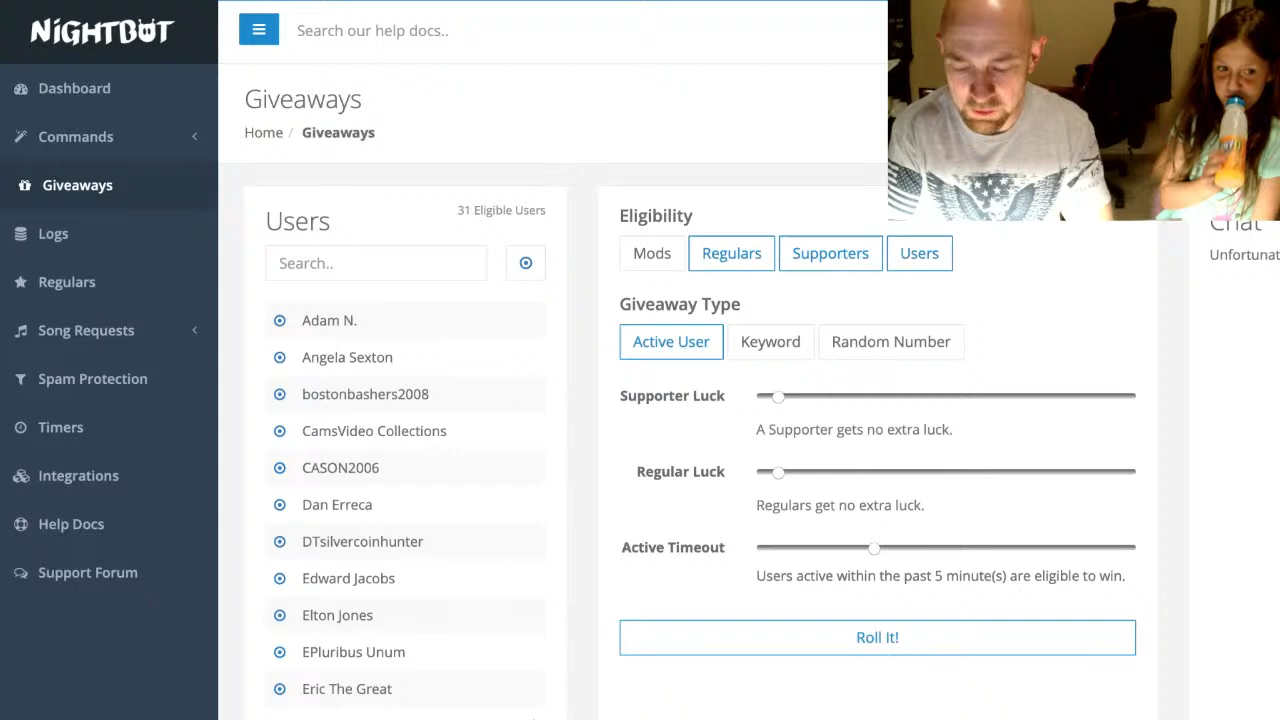 NiGHTBOT
Search our help docs..
Dashboard
Commands
Giveaways
Logs
Regulars
Song Requests
Spam Protection
Timers
Integrations
Help Docs
Support Forum
Giveaways
Home / Giveaways
Users
31 Eligible Users
Search..
Adam N.
Angela Sexton
bostonbashers2008
CamsVideo Collections
CASON2006
Dan Erreca
DTsilvercoinhunter
Edward Jacobs
Elton Jones
EPluribus Unum
Eric The Great
Eligibility
Mods Regulars Supporters Users
Giveaway Type
Active User Keyword Random Number
Supporter Luck
A Supporter gets no extra luck.
Regular Luck
Regulars get no extra luck.
Active Timeout
Users active within the past 5 minute(s) are eligible to win.
Roll It!
Chat
Unfortunat